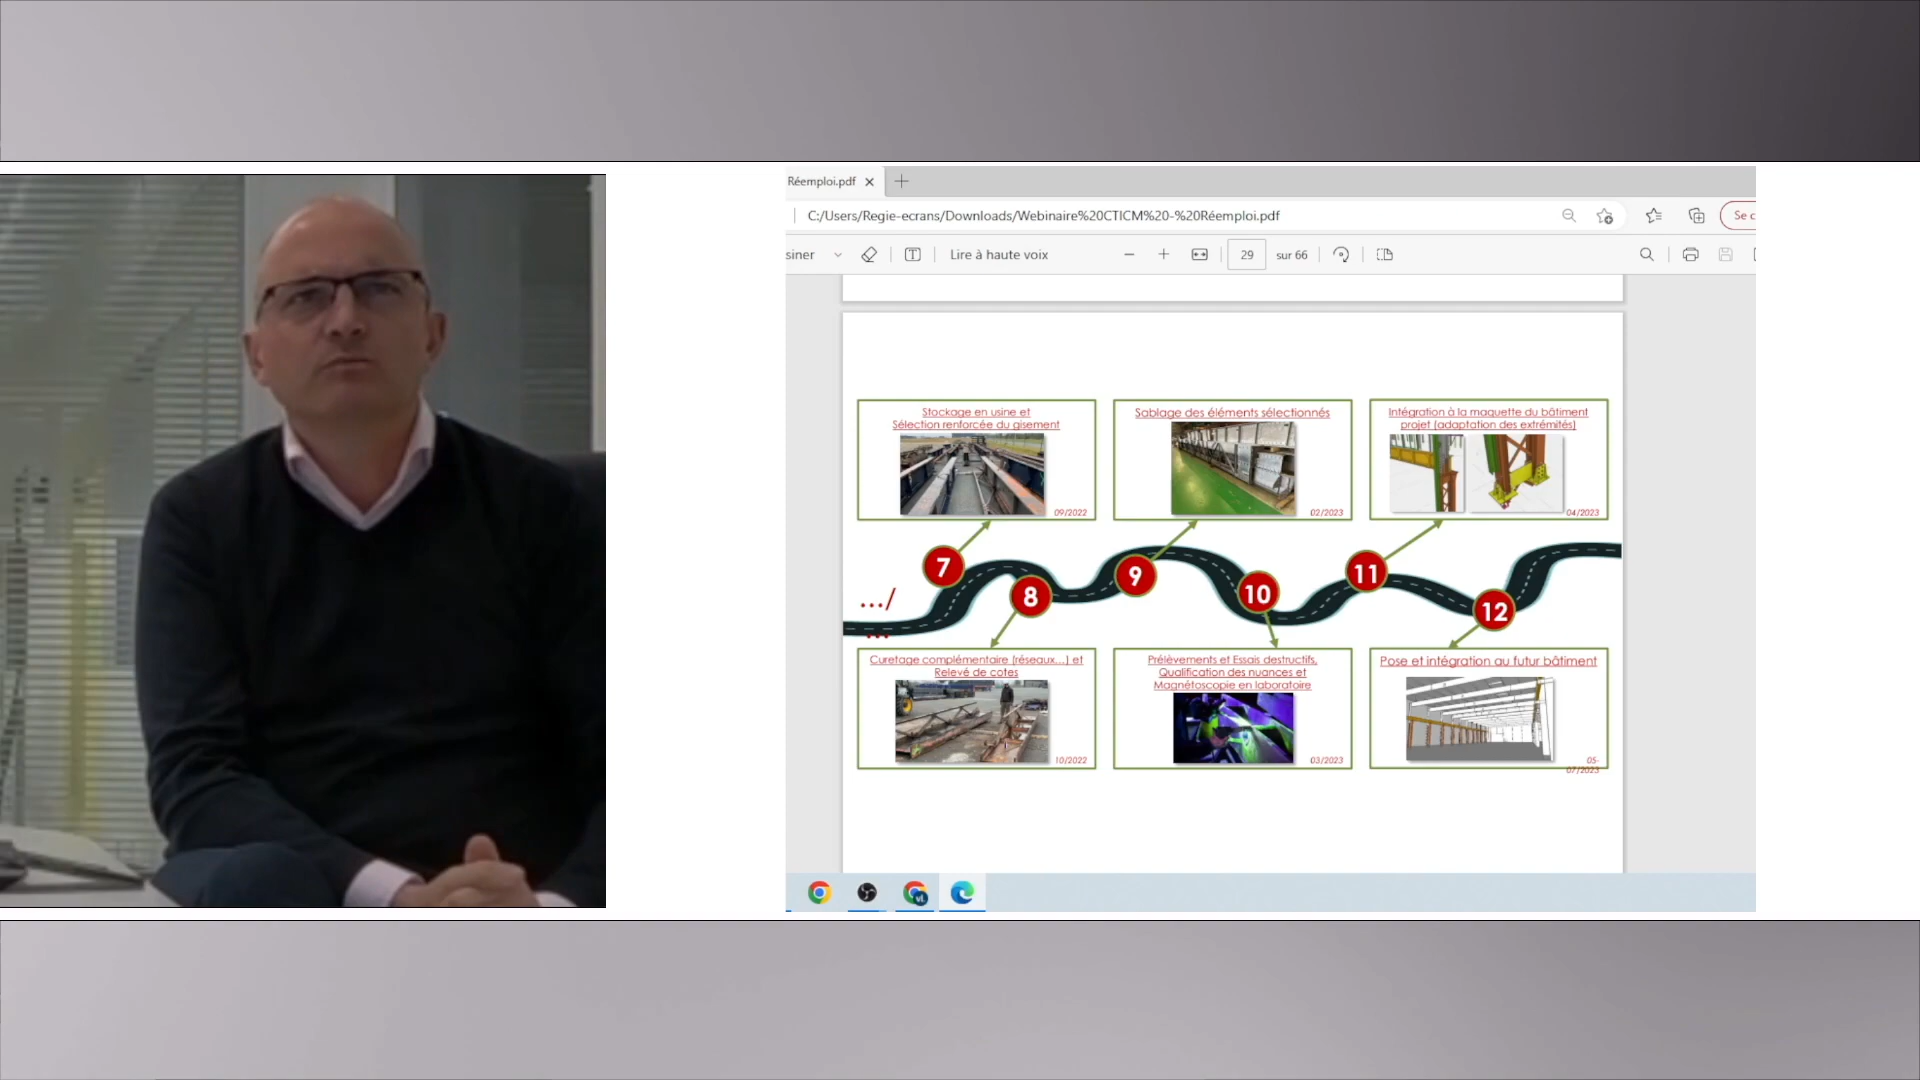 Réemploi.pdf
C:/Users/Regie-ecrans/Downloads/Webinaire%20CTICM%20-%20Réemploi.pdf
Se c
siner
Lire à haute voix
29 sur 66
Stockage en usine et
Sélection renforcée du gisement
09/2022
Sablage des éléments sélectionnés
02/2023
Intégration à la maquette du bâtiment
projet (adaptation des extrémités)
04/2023
7
8
9
10
11
12
.../
...
Curetage complémentaire (réseaux...) et
Relevé de cotes
10/2022
Prélèvements et Essais destructifs,
Qualification des nuances et
Magnétoscopie en laboratoire
03/2023
Pose et intégration au futur bâtiment
05-
07/2023